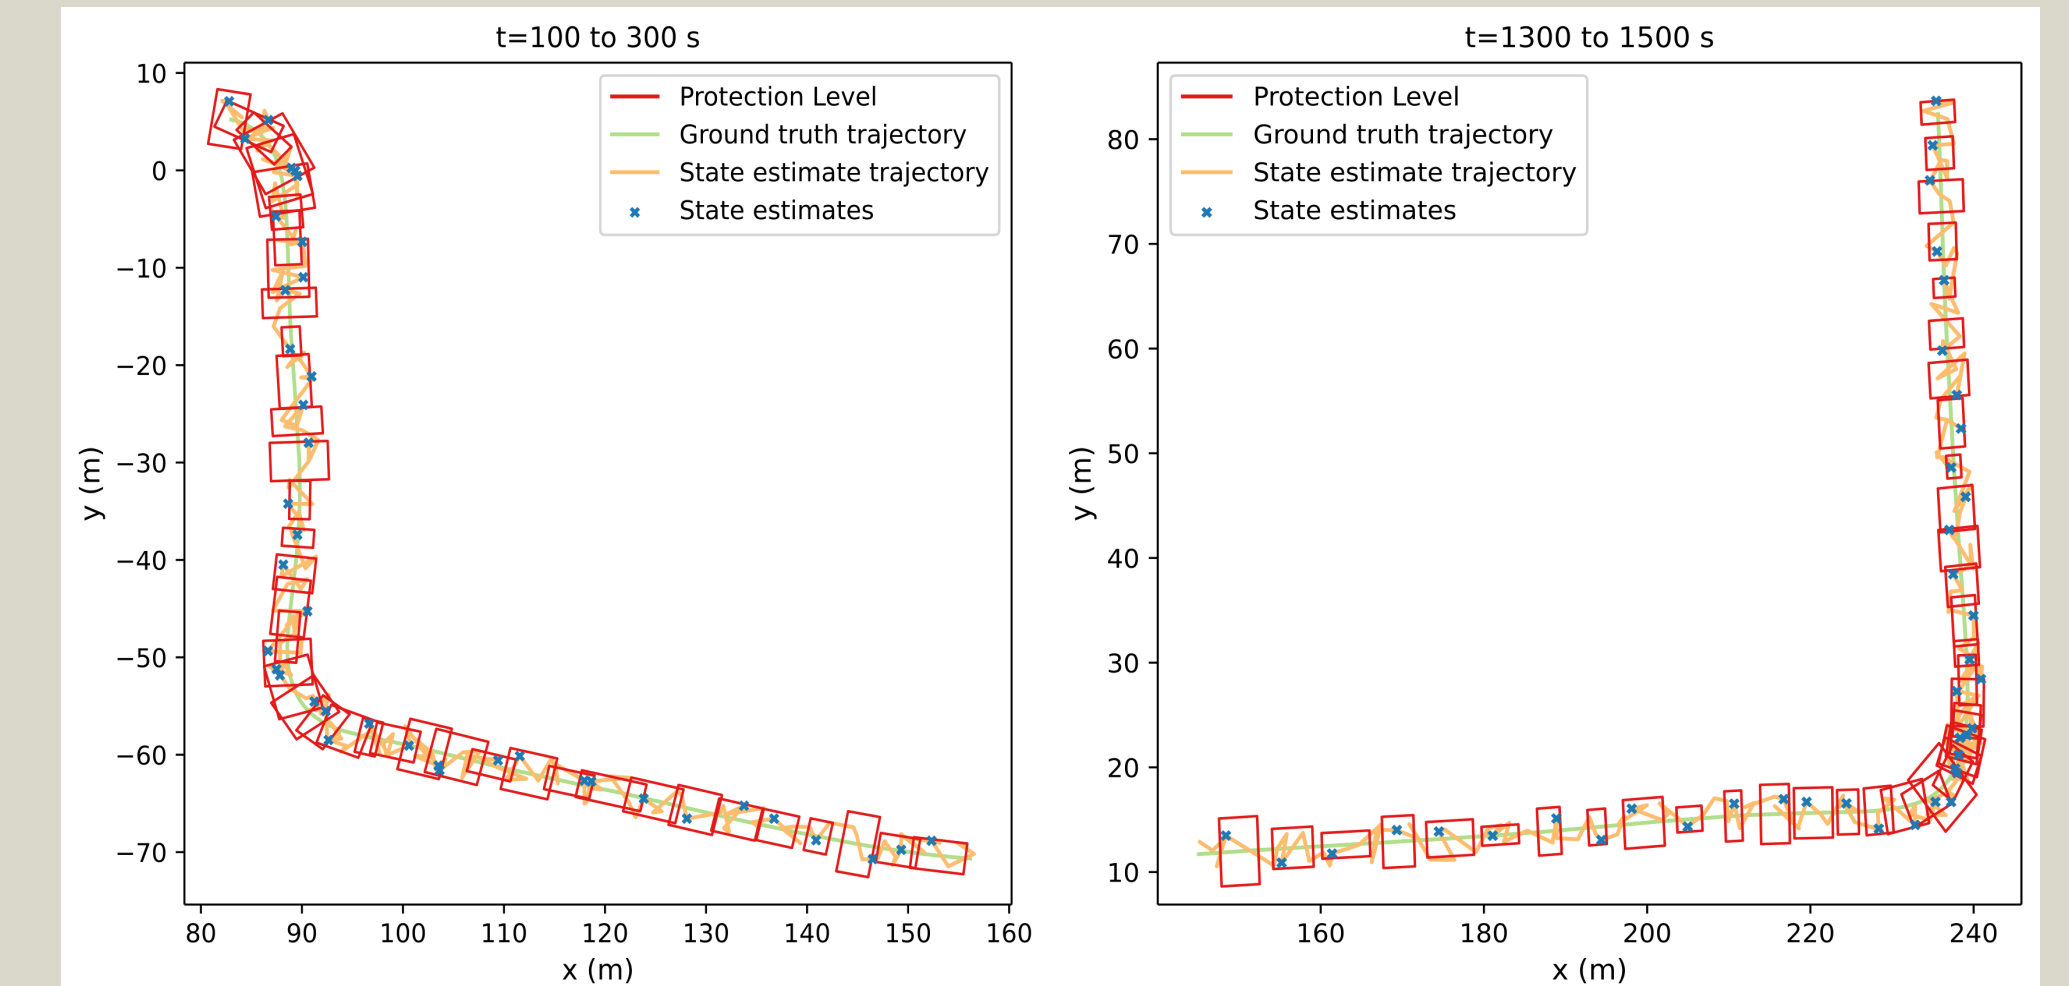 t=100 to 300 s
10
0
−10
−20
−30
−40
−50
−60
−70
y (m)
Protection Level
Ground truth trajectory
State estimate trajectory
State estimates
80 90 100 110 120 130 140 150 160
x (m)
t=1300 to 1500 s
80
70
60
50
40
30
20
10
y (m)
Protection Level
Ground truth trajectory
State estimate trajectory
State estimates
160 180 200 220 240
x (m)